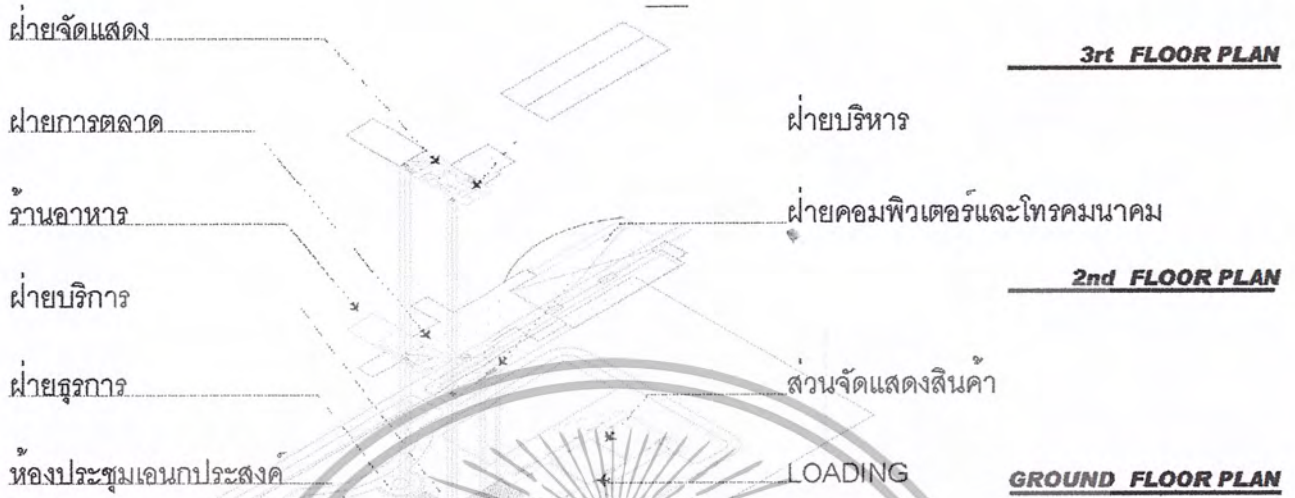 ฝ่ายจัดแสดง
3rt FLOOR PLAN
ฝ่ายการตลาด
ฝ่ายบริหาร
ร้านอาหาร
ฝ่ายคอมพิวเตอร์และโทรคมนาคม
ฝ่ายบริการ
2nd FLOOR PLAN
ฝ่ายธุรการ
ส่วนจัดแสดงสินค้า
ห้องประชุมเอนกประสงค์
LOADING
GROUND FLOOR PLAN